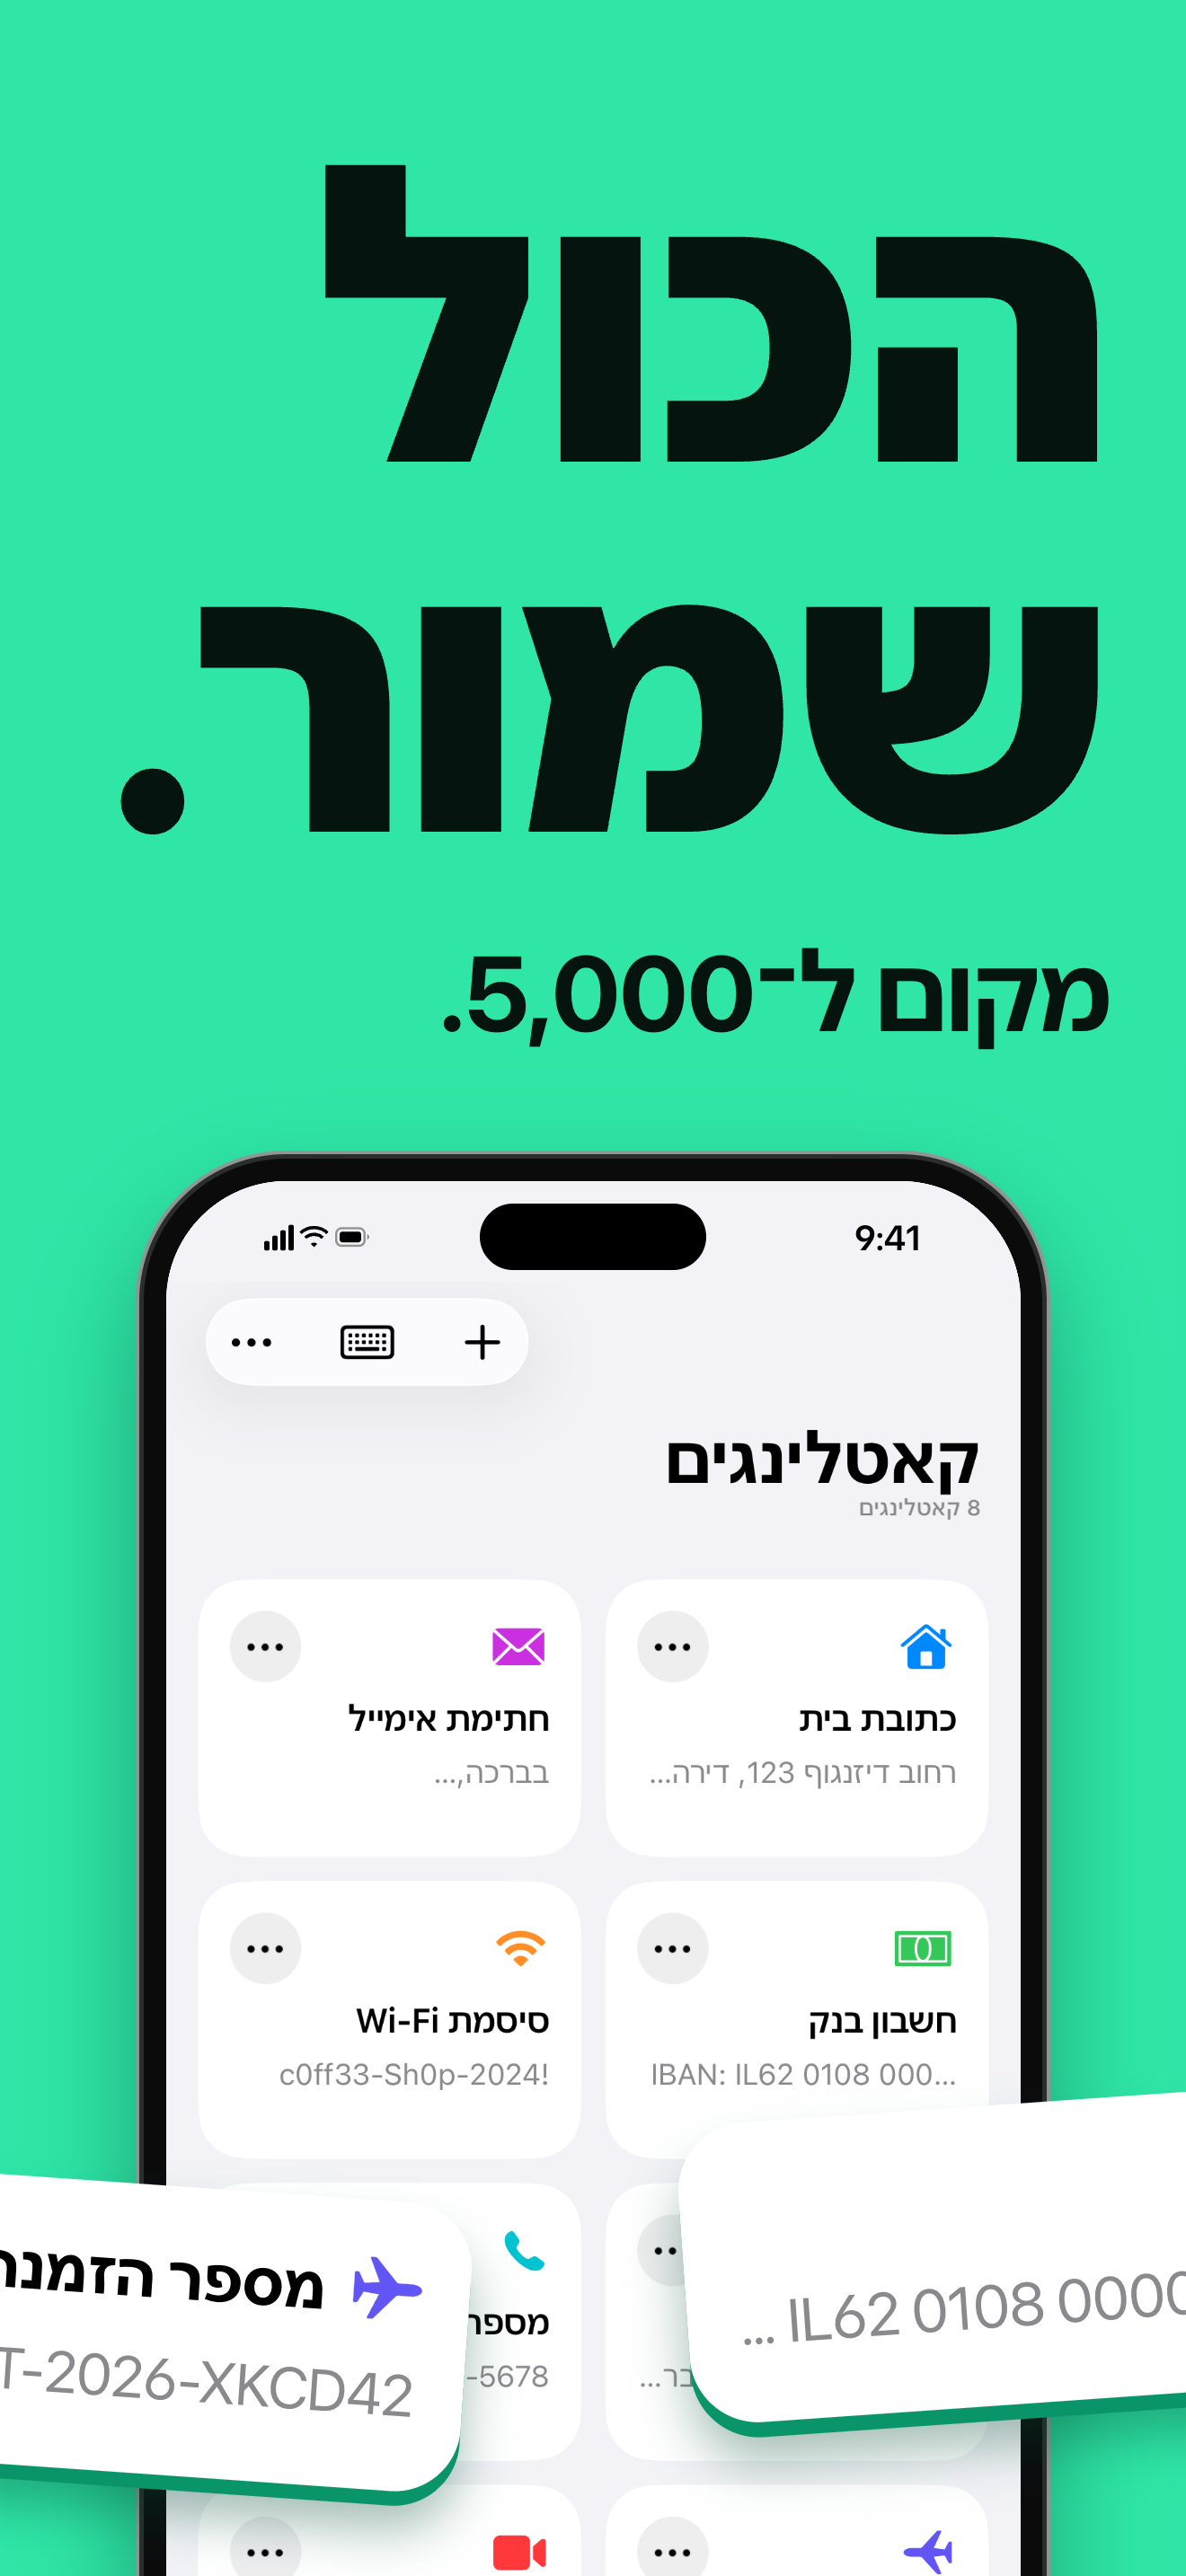 הכול
שמור.
מקום ל־5,000.
9:41
קאטלינגים
8 קאטלינגים
כתובת בית
רחוב דיזנגוף 123, דירה...
חתימת אימייל
בברכה,...
חשבון בנק
IBAN: IL62 0108 000...
סיסמת Wi-Fi
c0ff33-Sh0p-2024!
IL62 0108 0000 ...
מספר
-5678
מספר הזמנה
T-2026-XKCD42